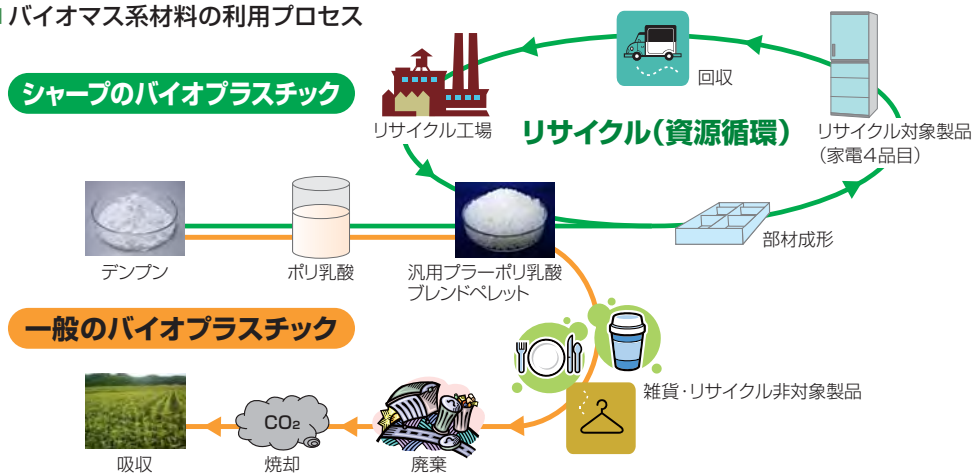 バイオマス系材料の利用プロセス
シャープのバイオプラスチック
回収
リサイクル工場
リサイクル(資源循環)
リサイクル対象製品
(家電4品目)
デンプン
ポリ乳酸
汎用プラーポリ乳酸
ブレンドペレット
部材成形
一般のバイオプラスチック
雑貨・リサイクル非対象製品
CO₂
吸収
焼却
廃棄